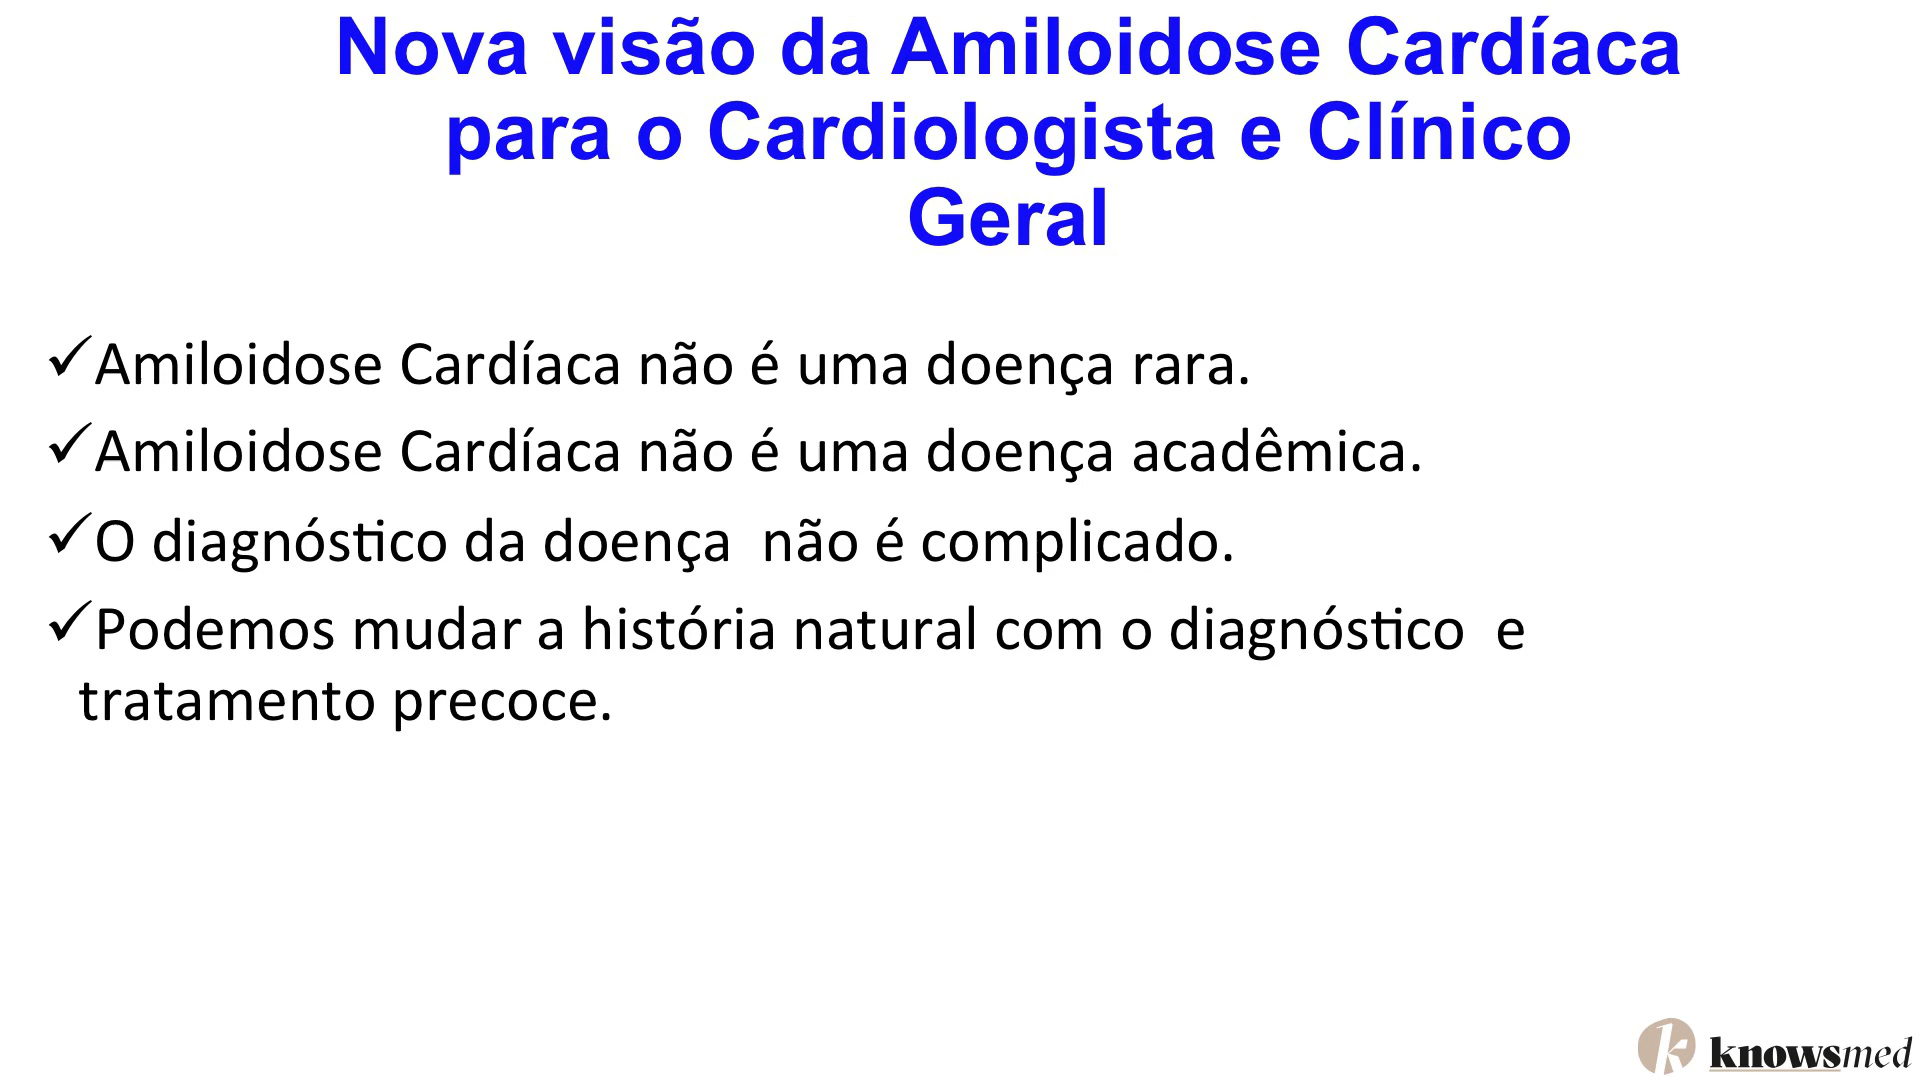 Nova visão da Amiloidose Cardíaca
para o Cardiologista e Clínico
Geral
✓Amiloidose Cardíaca não é uma doença rara.
✓Amiloidose Cardíaca não é uma doença acadêmica.
✓O diagnóstico da doença  não é complicado.
✓Podemos mudar a história natural com o diagnóstico  e
tratamento precoce.
k knowsmed